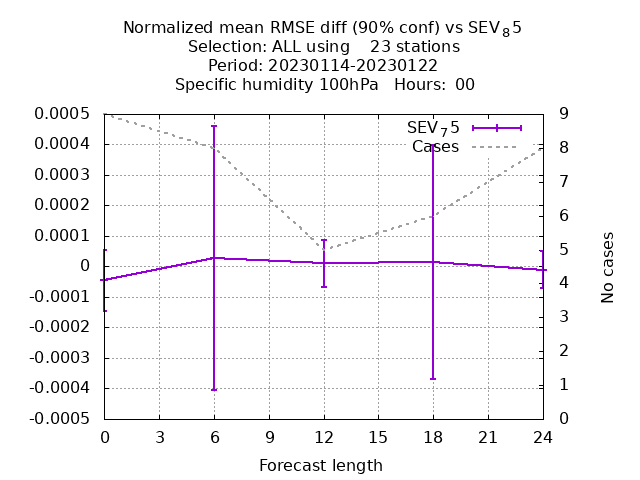 Normalized mean RMSE diff (90% conf) vs SEV₈5
Selection: ALL using    23 stations
Period: 20230114-20230122
Specific humidity 100hPa   Hours: 00
0.0005
0.0004
0.0003
0.0002
0.0001
0
-0.0001
-0.0002
-0.0003
-0.0004
-0.0005
SEV₇5
Cases
9
8
7
6
5
4
3
2
1
0
No cases
0 3 6 9 12 15 18 21 24
Forecast length